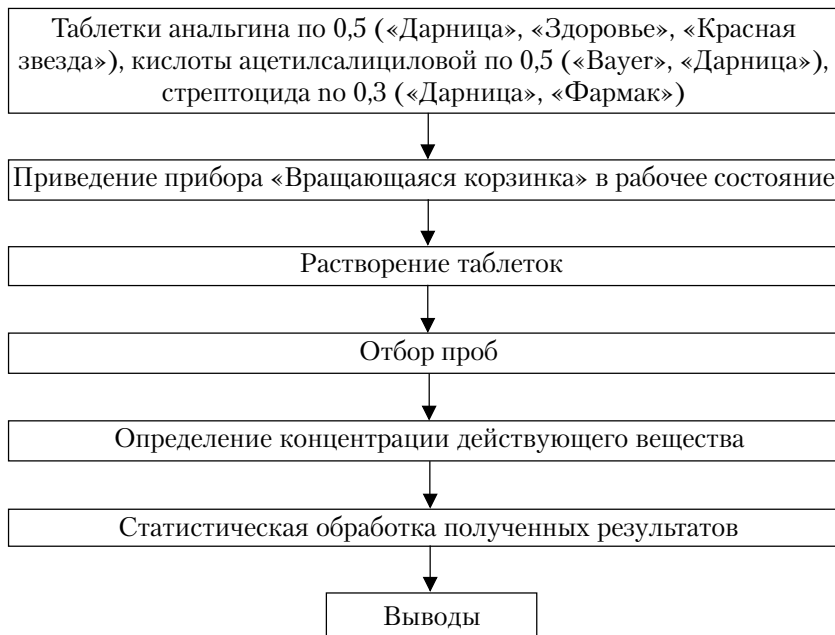 Таблетки анальгина по 0,5 («Дарница», «Здоровье», «Красная
звезда»), кислоты ацетилсалициловой по 0,5 («Bayer», «Дарница»),
стрептоцида no 0,3 («Дарница», «Фармак»)
Приведение прибора «Вращающаяся корзинка» в рабочее состояние
Растворение таблеток
Отбор проб
Определение концентрации действующего вещества
Статистическая обработка полученных результатов
Выводы